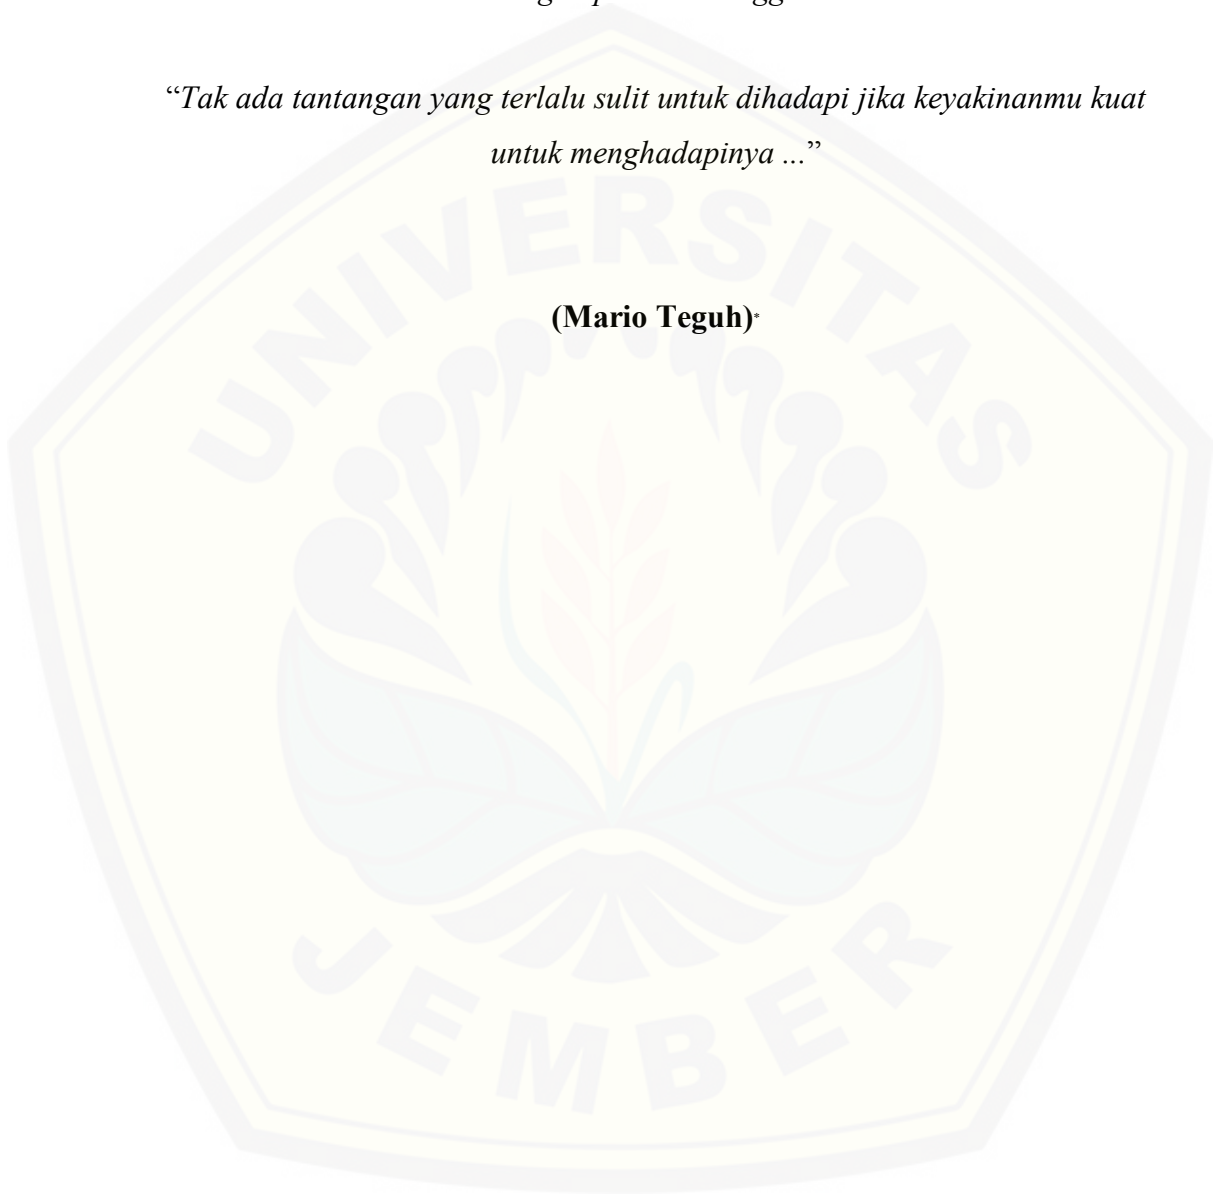 “Tak ada tantangan yang terlalu sulit untuk dihadapi jika keyakinanmu kuat
untuk menghadapinya ...”
UNIVERSITAS
(Mario Teguh)*
JEMBER